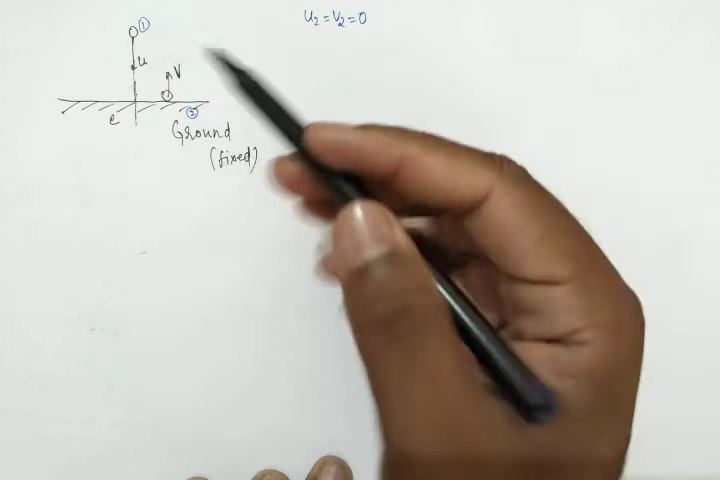 ①
u₂ = v₂ = 0
u
v
e
②
Ground
(fixed)